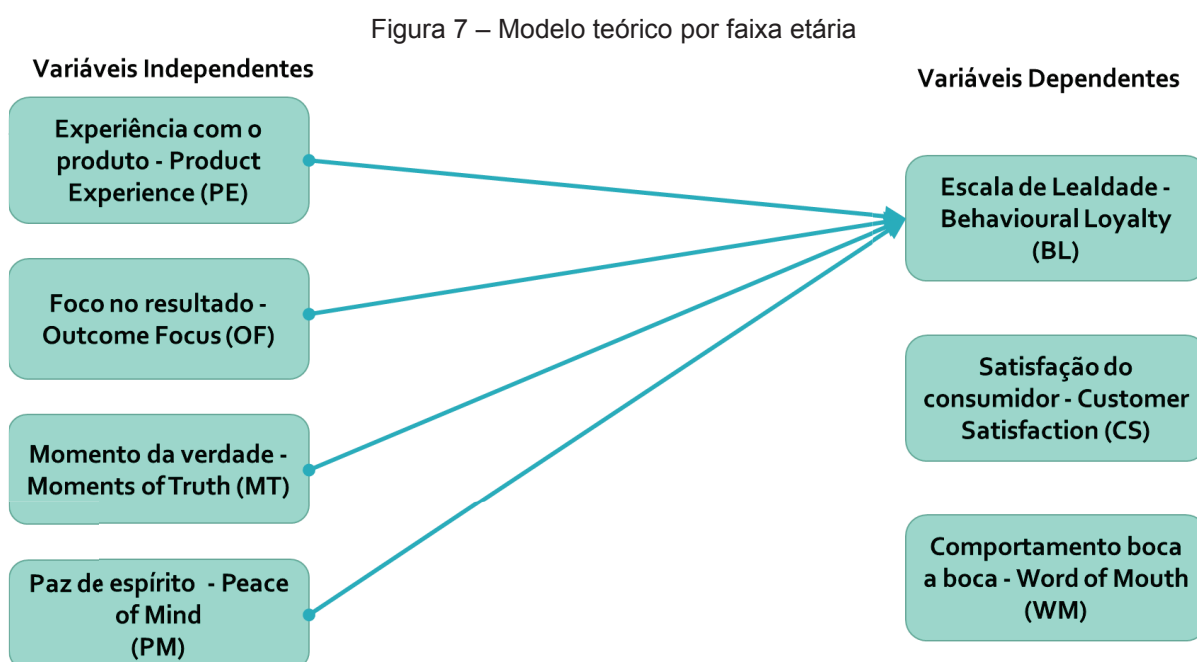 Figura 7 – Modelo teórico por faixa etária
Variáveis Independentes
Experiência com o
produto - Product
Experience (PE)
Foco no resultado -
Outcome Focus (OF)
Momento da verdade -
Moments of Truth (MT)
Paz de espírito - Peace
of Mind
(PM)
Variáveis Dependentes
Escala de Lealdade -
Behavioural Loyalty
(BL)
Satisfação do
consumidor - Customer
Satisfaction (CS)
Comportamento boca
a boca - Word of Mouth
(WM)